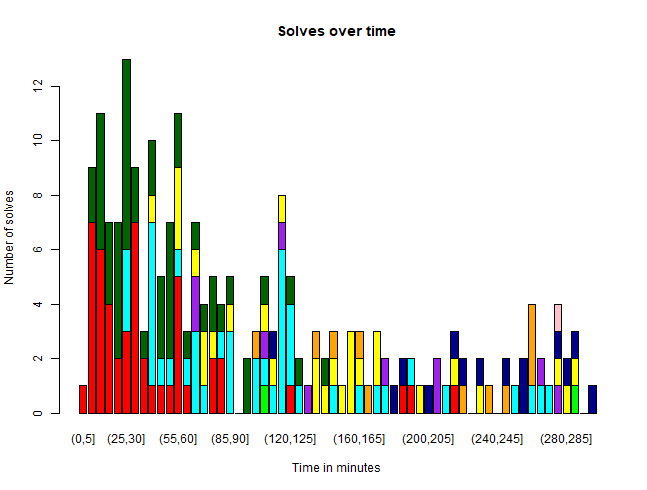 Solves over time
Number of solves
12
10
8
6
4
2
0
(0,5] (25,30] (55,60] (85,90] (120,125] (160,165] (200,205] (240,245] (280,285]
Time in minutes